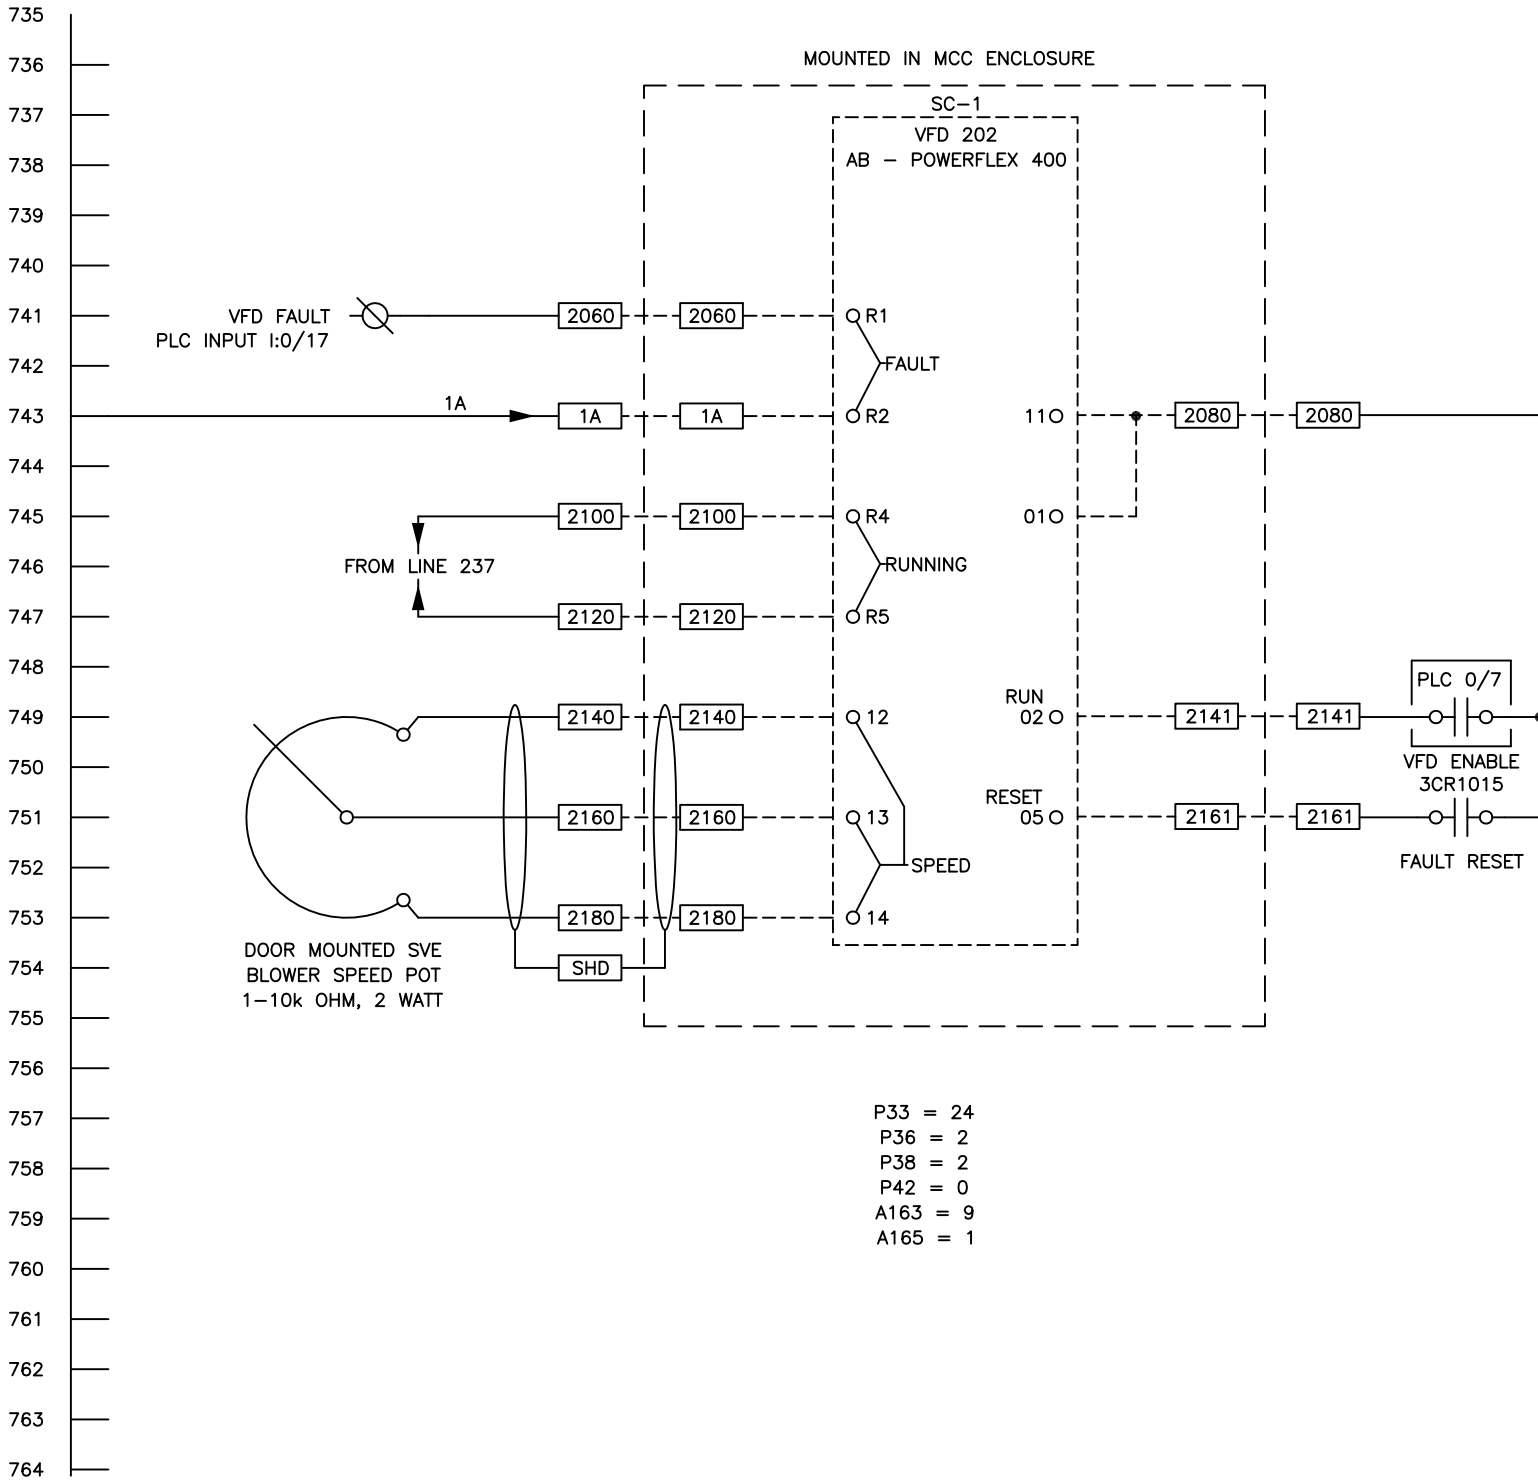 735
736
MOUNTED IN MCC ENCLOSURE
737
SC-1
VFD 202
738
AB - POWERFLEX 400
739
740
741
VFD FAULT
PLC INPUT I:0/17
2060
2060
R1
742
FAULT
743
1A
1A
1A
R2
11
2080
2080
744
745
2100
2100
R4
01
746
FROM LINE 237
RUNNING
747
2120
2120
R5
748
PLC 0/7
749
2140
2140
12
RUN
02
2141
2141
750
VFD ENABLE
3CR1015
751
2160
2160
13
RESET
05
2161
2161
752
SPEED
FAULT RESET
753
2180
2180
14
DOOR MOUNTED SVE
BLOWER SPEED POT
1-10k OHM, 2 WATT
754
SHD
755
756
757
P33 = 24
P36 = 2
758
P38 = 2
P42 = 0
759
A163 = 9
A165 = 1
760
761
762
763
764